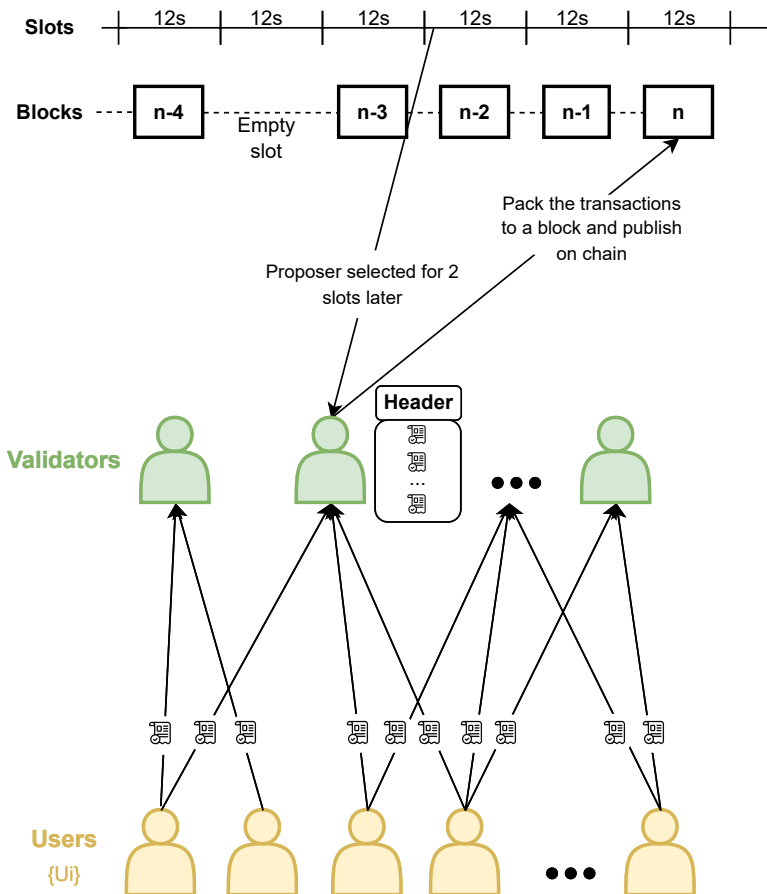 Slots 12s 12s 12s 12s 12s 12s
Blocks n-4 n-3 n-2 n-1 n
Empty
slot
Pack the transactions
to a block and publish
on chain
Proposer selected for 2
slots later
Header
...
Validators
Users
{Ui}